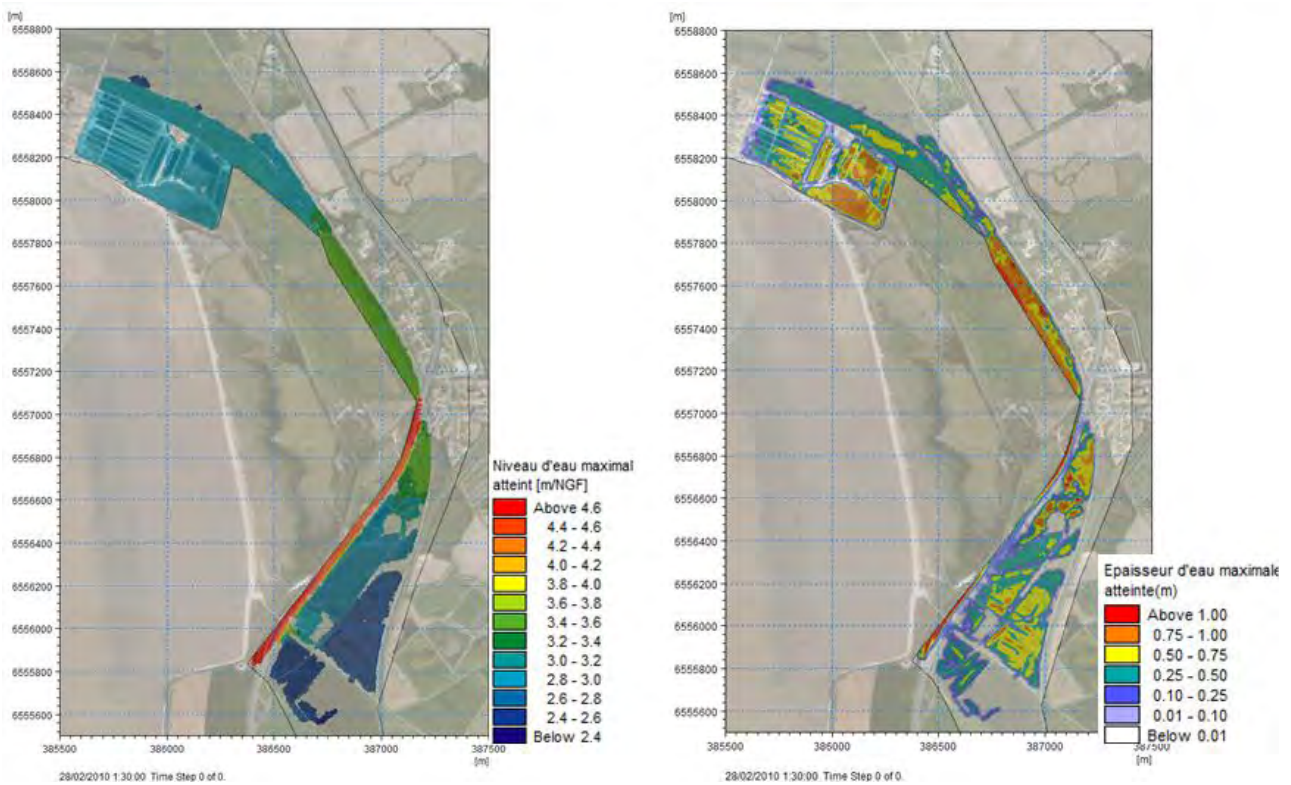 [m]
6558800
6558600
6558400
6558200
6558000
6557800
6557600
6557400
6557200
6557000
6556800
6556600
6556400
6556200
6556000
6555800
6555600
385500 386000 386500 387000 387500
[m]
Niveau d'eau maximal
atteint [m/NGF]
Above 4.6
4.4 - 4.6
4.2 - 4.4
4.0 - 4.2
3.8 - 4.0
3.6 - 3.8
3.4 - 3.6
3.2 - 3.4
3.0 - 3.2
2.8 - 3.0
2.6 - 2.8
2.4 - 2.6
Below 2.4
28/02/2010 1:30:00 Time Step 0 of 0.
[m]
6558800
6558600
6558400
6558200
6558000
6557800
6557600
6557400
6557200
6557000
6556800
6556600
6556400
6556200
6556000
6555800
6555600
385500 386000 386500 387000 387500
[m]
Epaisseur d'eau maximale
atteinte(m)
Above 1.00
0.75 - 1.00
0.50 - 0.75
0.25 - 0.50
0.10 - 0.25
0.01 - 0.10
Below 0.01
28/02/2010 1:30:00 Time Step 0 of 0.